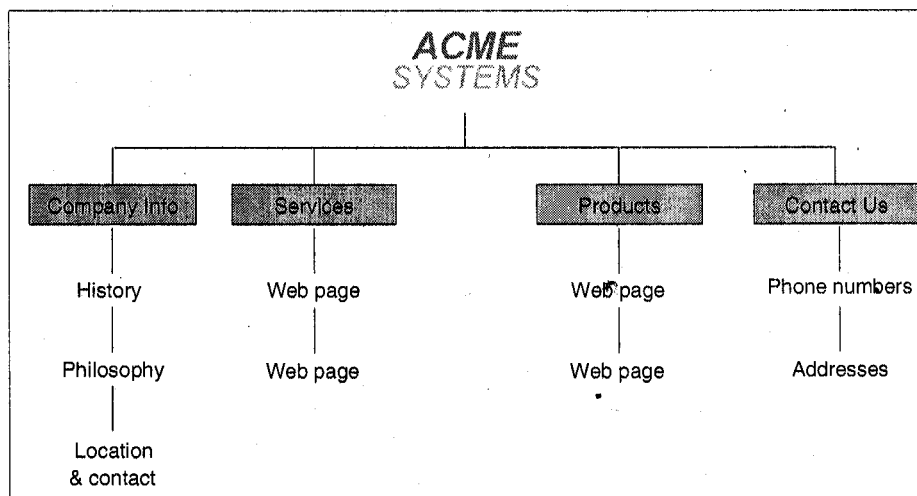 ACME
SYSTEMS
Company Info
Services
Products
Contact Us
History
Web page
Web page
Phone numbers
Philosophy
Web page
Web page
Addresses
Location
& contact